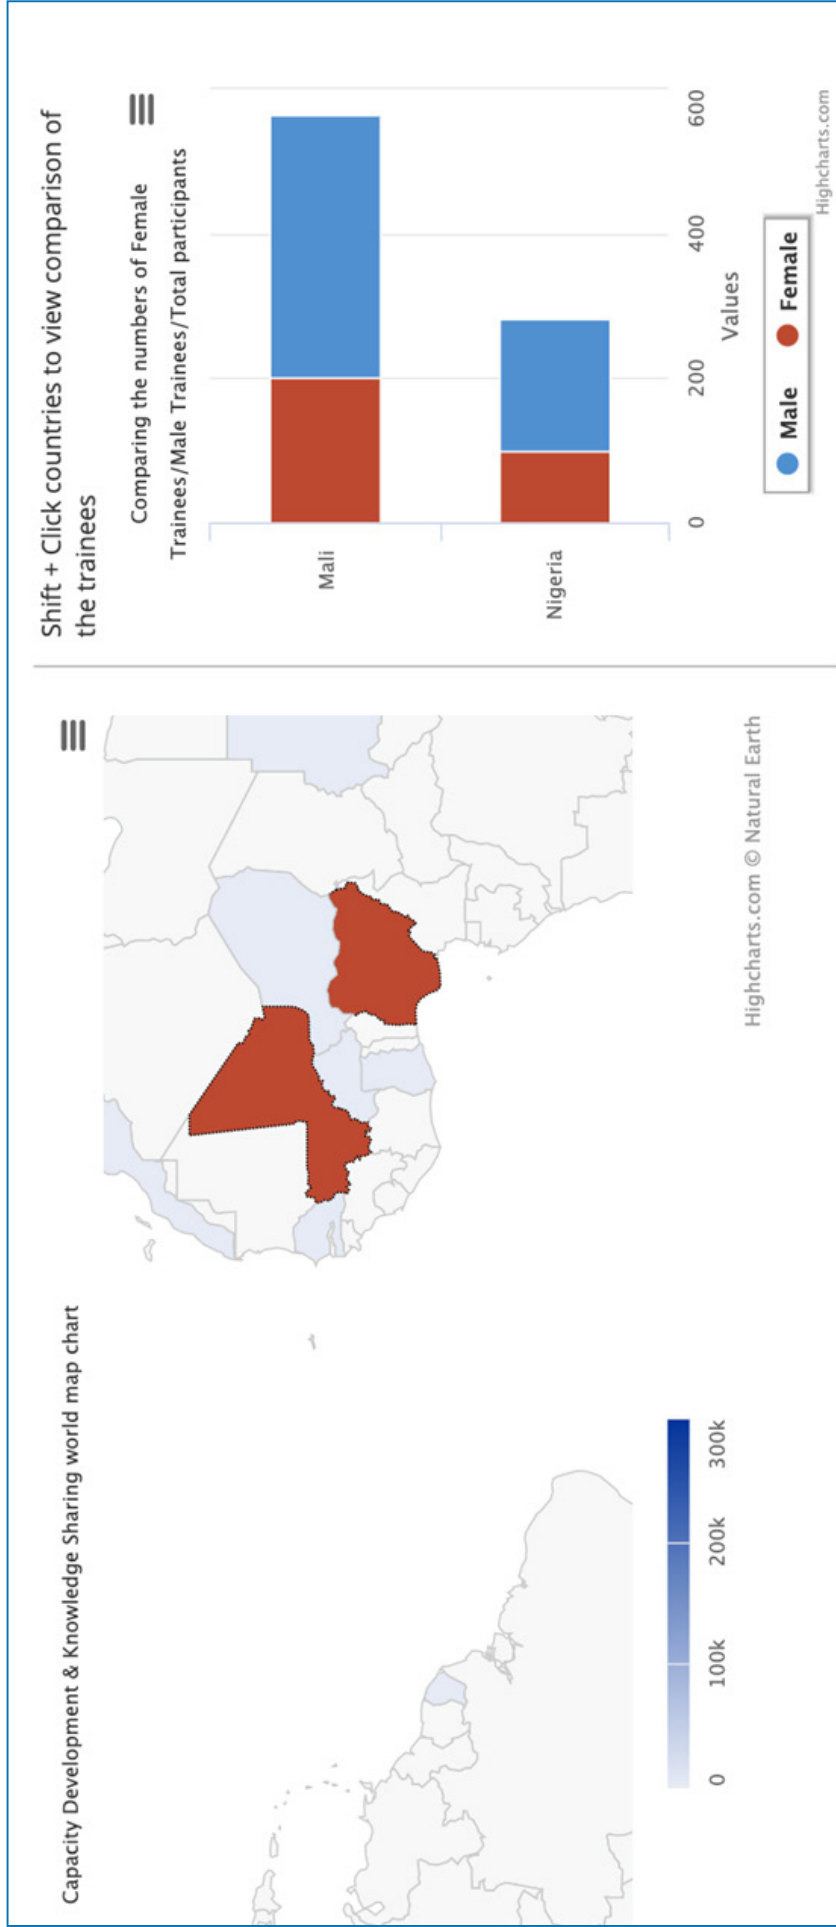 Capacity Development & Knowledge Sharing world map chart
0
100k
200k
300k
Highcharts.com © Natural Earth
Shift + Click countries to view comparison of
the trainees
Comparing the numbers of Female
Trainees/Male Trainees/Total participants
Mali
Nigeria
0
200
400
600
Values
Male
Female
Highcharts.com